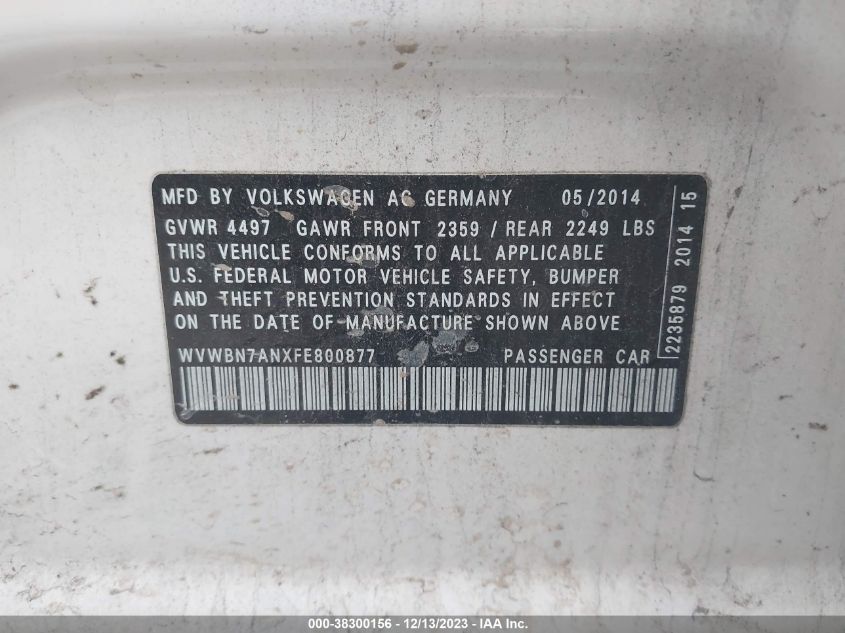 MFD BY VOLKSWAGEN AG GERMANY 05/2014
GVWR 4497 GAWR FRONT 2359 / REAR 2249 LBS
THIS VEHICLE CONFORMS TO ALL APPLICABLE
U.S. FEDERAL MOTOR VEHICLE SAFETY, BUMPER
AND THEFT PREVENTION STANDARDS IN EFFECT
ON THE DATE OF MANUFACTURE SHOWN ABOVE
WVWBN7ANXFE800877 PASSENGER CAR
2235879 2014 15
000-38300156 - 12/13/2023 - IAAI.com.